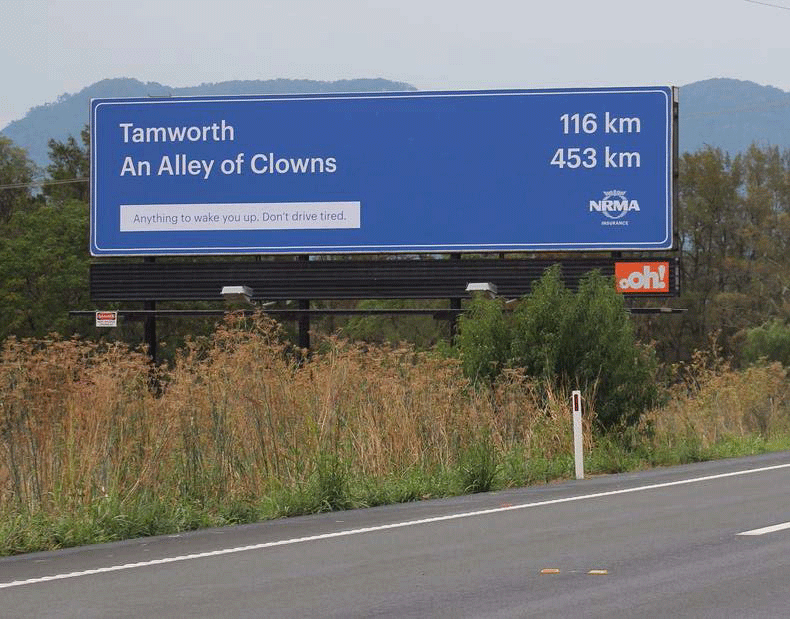 Tamworth 116 km
An Alley of Clowns 453 km
Anything to wake you up. Don't drive tired.
NRMA
INSURANCE
ooh!
DANGER